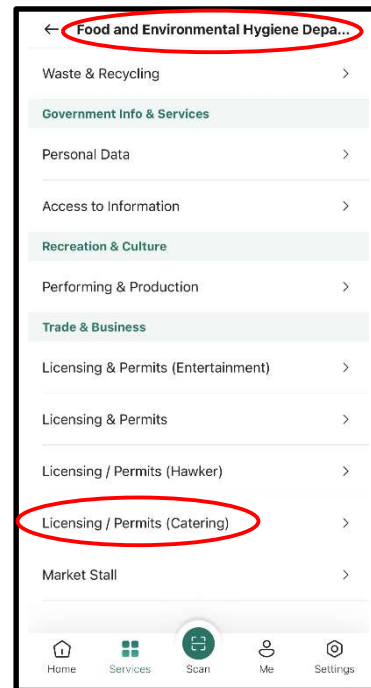 Food and Environmental Hygiene Depa...
Waste & Recycling
Government Info & Services
Personal Data
Access to Information
Recreation & Culture
Performing & Production
Trade & Business
Licensing & Permits (Entertainment)
Licensing & Permits
Licensing / Permits (Hawker)
Licensing / Permits (Catering)
Market Stall
Home Services Scan Me Settings